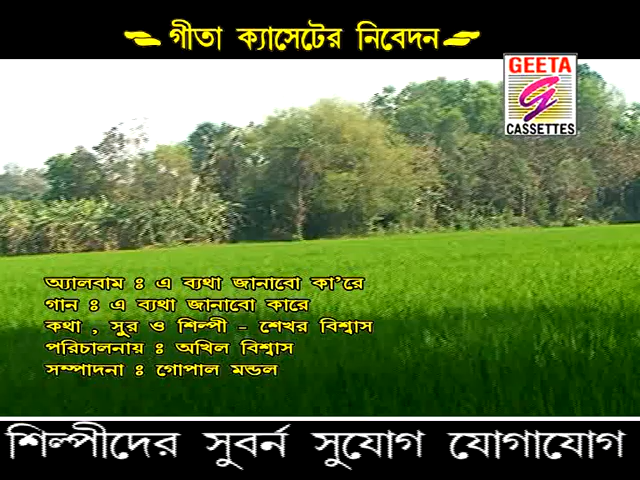 গীতা ক্যাসেটের নিবেদন
GEETA
G
CASSETTES
অ্যালবাম ঃ এ ব্যথা জানাবো কা'রে
গান ঃ এ ব্যথা জানাবো কারে
কথা , সুর ও শিল্পী - শেখর বিশ্বাস
পরিচালনায় ঃ অখিল বিশ্বাস
সম্পাদনা ঃ গোপাল মন্ডল
শিল্পীদের সুবর্ন সুযোগ যোগাযোগ